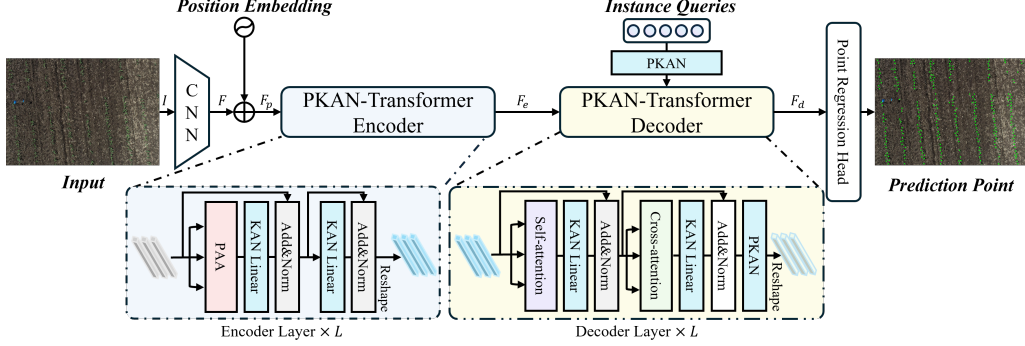 Position Embedding
Instance Queries
PKAN
I
C
N
N
F
F_p
PKAN-Transformer
Encoder
F_e
PKAN-Transformer
Decoder
F_d
Point Regression Head
Input
Prediction Point
PAA
KAN Linear
Add&Norm
KAN Linear
Add&Norm
Reshape
Self-attention
KAN Linear
Add&Norm
Cross-attention
KAN Linear
Add&Norm
PKAN
Reshape
Encoder Layer × L
Decoder Layer × L